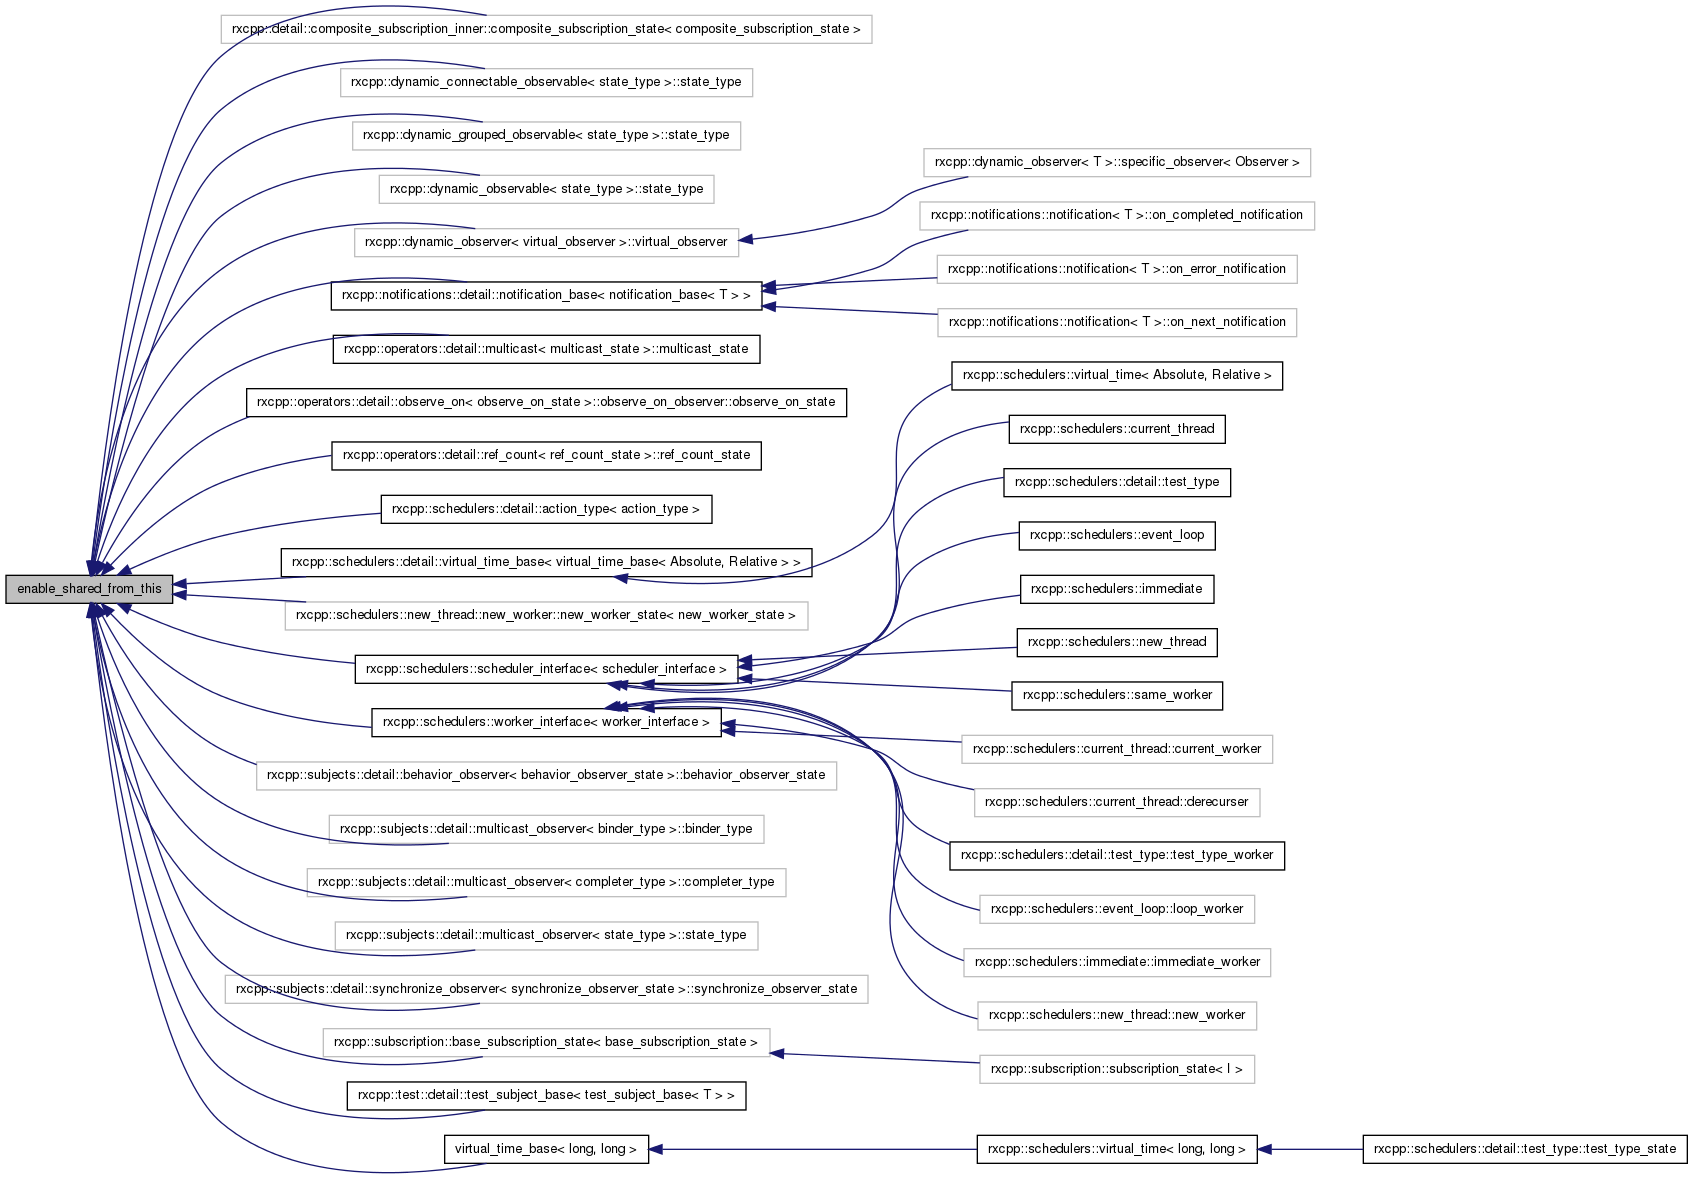 rxcpp::detail::composite_subscription_inner::composite_subscription_state< composite_subscription_state >
rxcpp::dynamic_connectable_observable< state_type >::state_type
rxcpp::dynamic_grouped_observable< state_type >::state_type
rxcpp::dynamic_observable< state_type >::state_type
rxcpp::dynamic_observer< virtual_observer >::virtual_observer
rxcpp::notifications::detail::notification_base< notification_base< T > >
rxcpp::operators::detail::multicast< multicast_state >::multicast_state
rxcpp::operators::detail::observe_on< observe_on_state >::observe_on_observer::observe_on_state
rxcpp::operators::detail::ref_count< ref_count_state >::ref_count_state
rxcpp::schedulers::detail::action_type< action_type >
rxcpp::schedulers::detail::virtual_time_base< virtual_time_base< Absolute, Relative > >
enable_shared_from_this
rxcpp::schedulers::new_thread::new_worker::new_worker_state< new_worker_state >
rxcpp::schedulers::scheduler_interface< scheduler_interface >
rxcpp::schedulers::worker_interface< worker_interface >
rxcpp::subjects::detail::behavior_observer< behavior_observer_state >::behavior_observer_state
rxcpp::subjects::detail::multicast_observer< binder_type >::binder_type
rxcpp::subjects::detail::multicast_observer< completer_type >::completer_type
rxcpp::subjects::detail::multicast_observer< state_type >::state_type
rxcpp::subjects::detail::synchronize_observer< synchronize_observer_state >::synchronize_observer_state
rxcpp::subscription::base_subscription_state< base_subscription_state >
rxcpp::test::detail::test_subject_base< test_subject_base< T > >
virtual_time_base< long, long >
rxcpp::dynamic_observer< T >::specific_observer< Observer >
rxcpp::notifications::notification< T >::on_completed_notification
rxcpp::notifications::notification< T >::on_error_notification
rxcpp::notifications::notification< T >::on_next_notification
rxcpp::schedulers::virtual_time< Absolute, Relative >
rxcpp::schedulers::current_thread
rxcpp::schedulers::detail::test_type
rxcpp::schedulers::event_loop
rxcpp::schedulers::immediate
rxcpp::schedulers::new_thread
rxcpp::schedulers::same_worker
rxcpp::schedulers::current_thread::current_worker
rxcpp::schedulers::current_thread::derecurser
rxcpp::schedulers::detail::test_type::test_type_worker
rxcpp::schedulers::event_loop::loop_worker
rxcpp::schedulers::immediate::immediate_worker
rxcpp::schedulers::new_thread::new_worker
rxcpp::subscription::subscription_state< I >
rxcpp::schedulers::virtual_time< long, long >
rxcpp::schedulers::detail::test_type::test_type_state